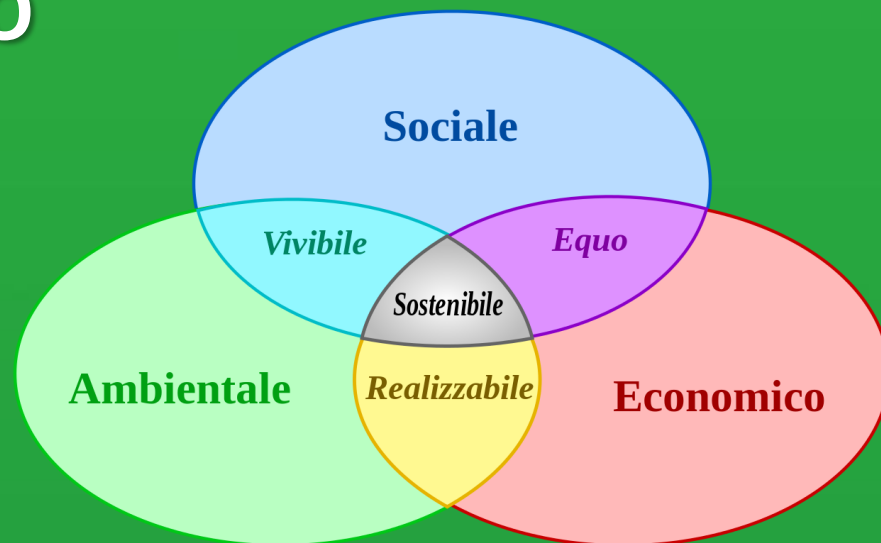 Sociale
Vivibile
Equo
Sostenibile
Ambientale
Realizzabile
Economico